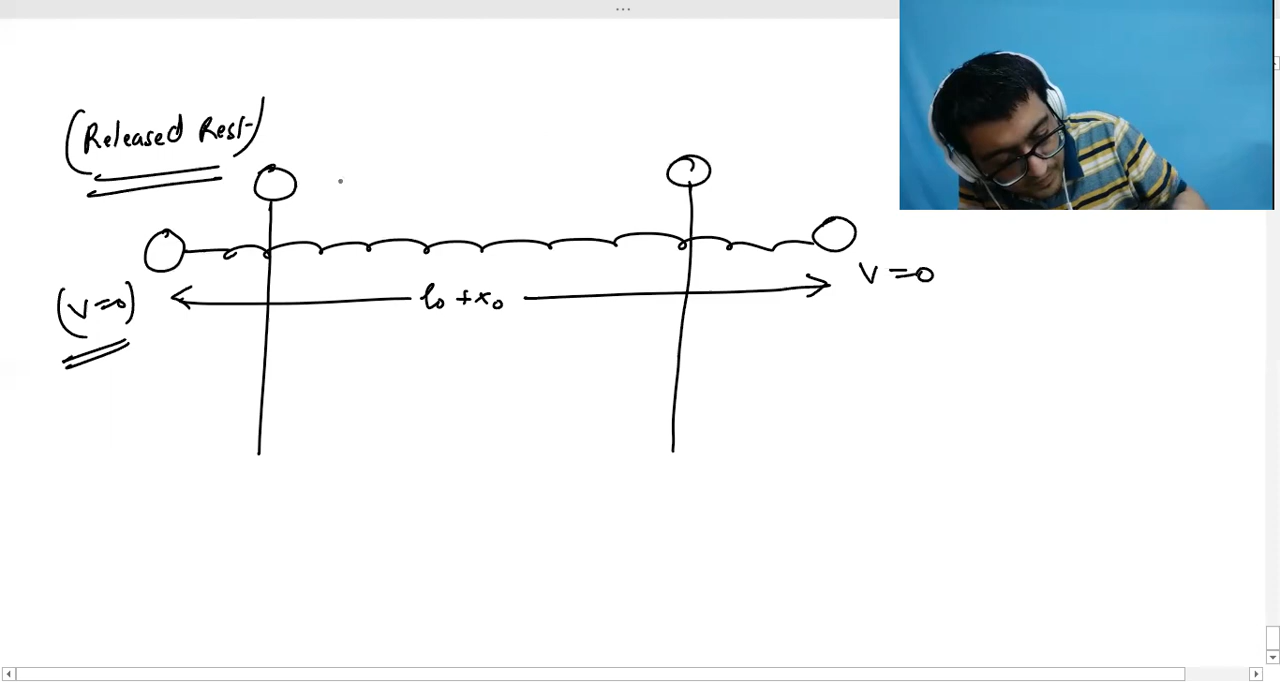 (Released Rest)
(V=0)
l₀ + x₀
V=0